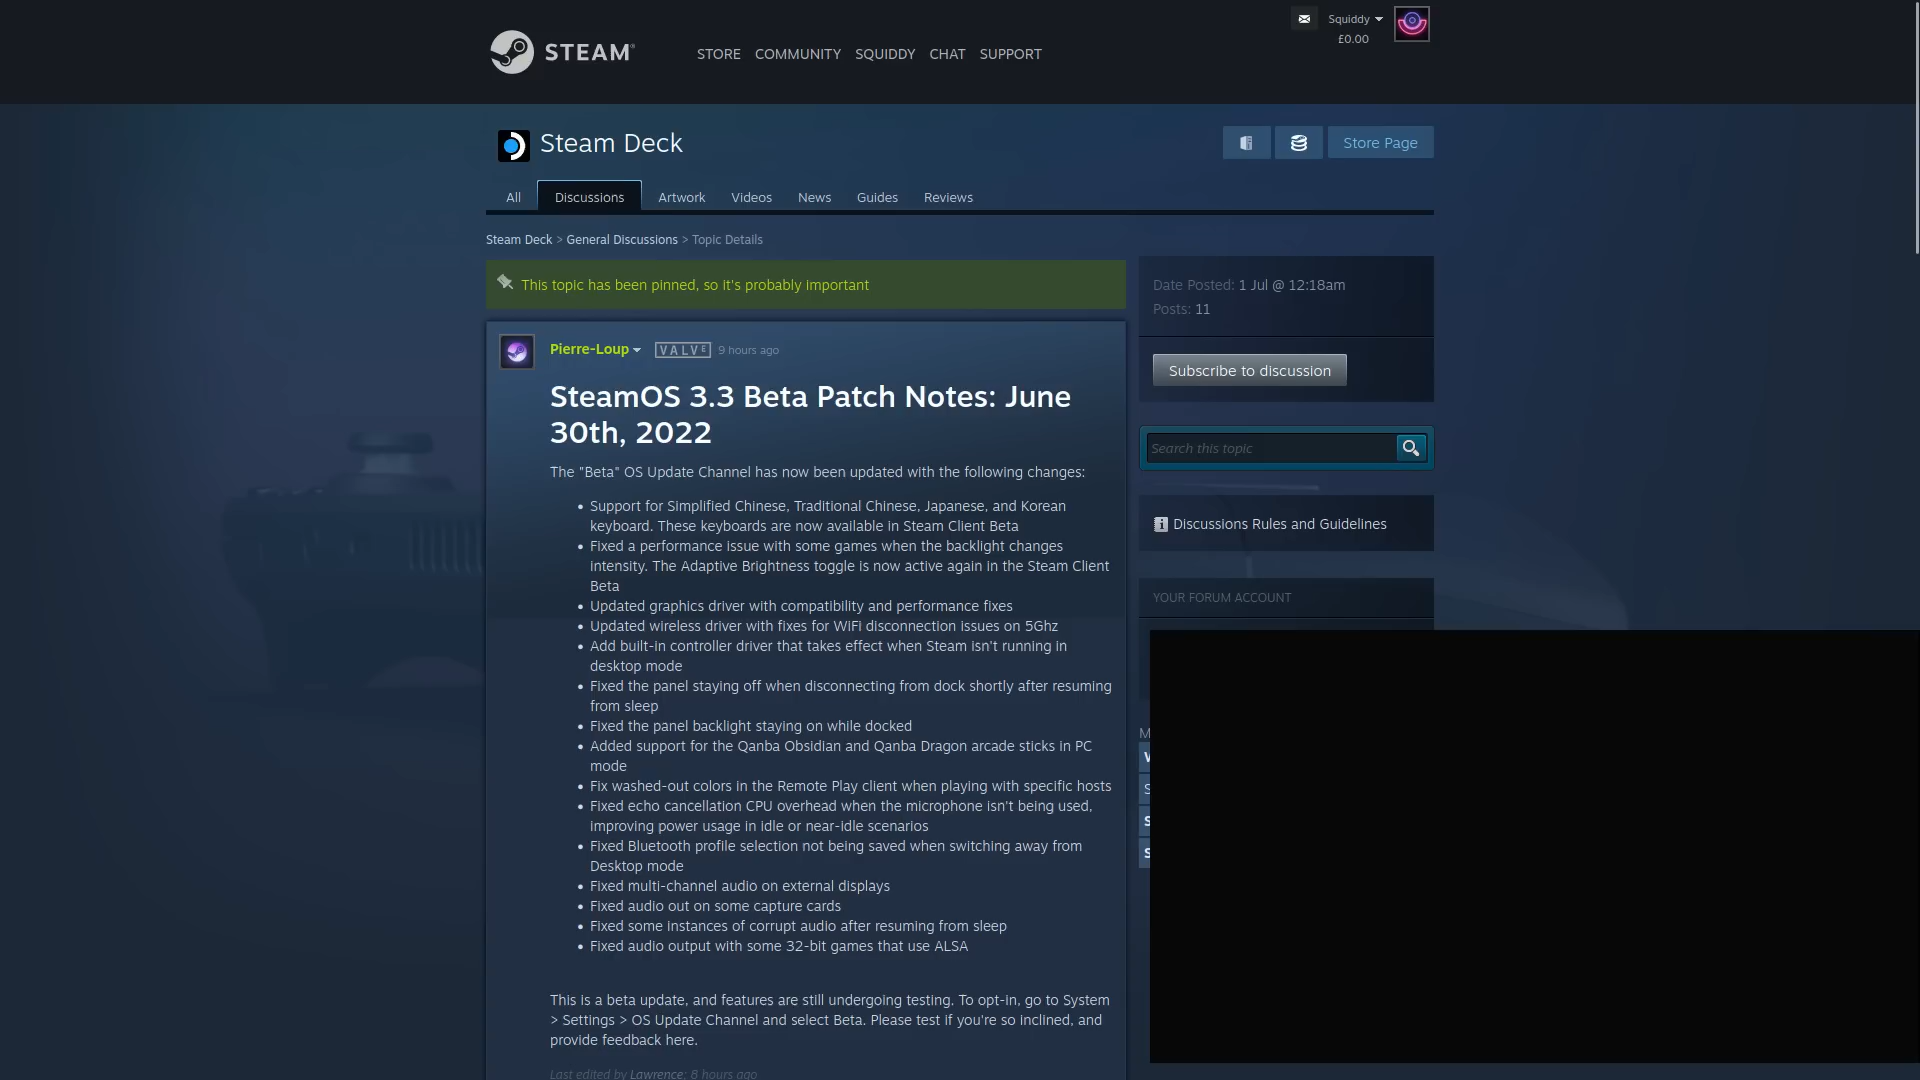 Squiddy
£0.00
STEAM®
STORE COMMUNITY SQUIDDY CHAT SUPPORT
Steam Deck
Store Page
All Discussions Artwork Videos News Guides Reviews
Steam Deck > General Discussions > Topic Details
This topic has been pinned, so it's probably important
Pierre-Loup VALVE 9 hours ago
SteamOS 3.3 Beta Patch Notes: June
30th, 2022
The "Beta" OS Update Channel has now been updated with the following changes:
• Support for Simplified Chinese, Traditional Chinese, Japanese, and Korean
keyboard. These keyboards are now available in Steam Client Beta
• Fixed a performance issue with some games when the backlight changes
intensity. The Adaptive Brightness toggle is now active again in the Steam Client
Beta
• Updated graphics driver with compatibility and performance fixes
• Updated wireless driver with fixes for WiFi disconnection issues on 5Ghz
• Add built-in controller driver that takes effect when Steam isn't running in
desktop mode
• Fixed the panel staying off when disconnecting from dock shortly after resuming
from sleep
• Fixed the panel backlight staying on while docked
• Added support for the Qanba Obsidian and Qanba Dragon arcade sticks in PC
mode
• Fix washed-out colors in the Remote Play client when playing with specific hosts
• Fixed echo cancellation CPU overhead when the microphone isn't being used,
improving power usage in idle or near-idle scenarios
• Fixed Bluetooth profile selection not being saved when switching away from
Desktop mode
• Fixed multi-channel audio on external displays
• Fixed audio out on some capture cards
• Fixed some instances of corrupt audio after resuming from sleep
• Fixed audio output with some 32-bit games that use ALSA
This is a beta update, and features are still undergoing testing. To opt-in, go to System
> Settings > OS Update Channel and select Beta. Please test if you're so inclined, and
provide feedback here.
Last edited by Lawrence; 8 hours ago
Date Posted: 1 Jul @ 12:18am
Posts: 11
Subscribe to discussion
Search this topic
Discussions Rules and Guidelines
YOUR FORUM ACCOUNT